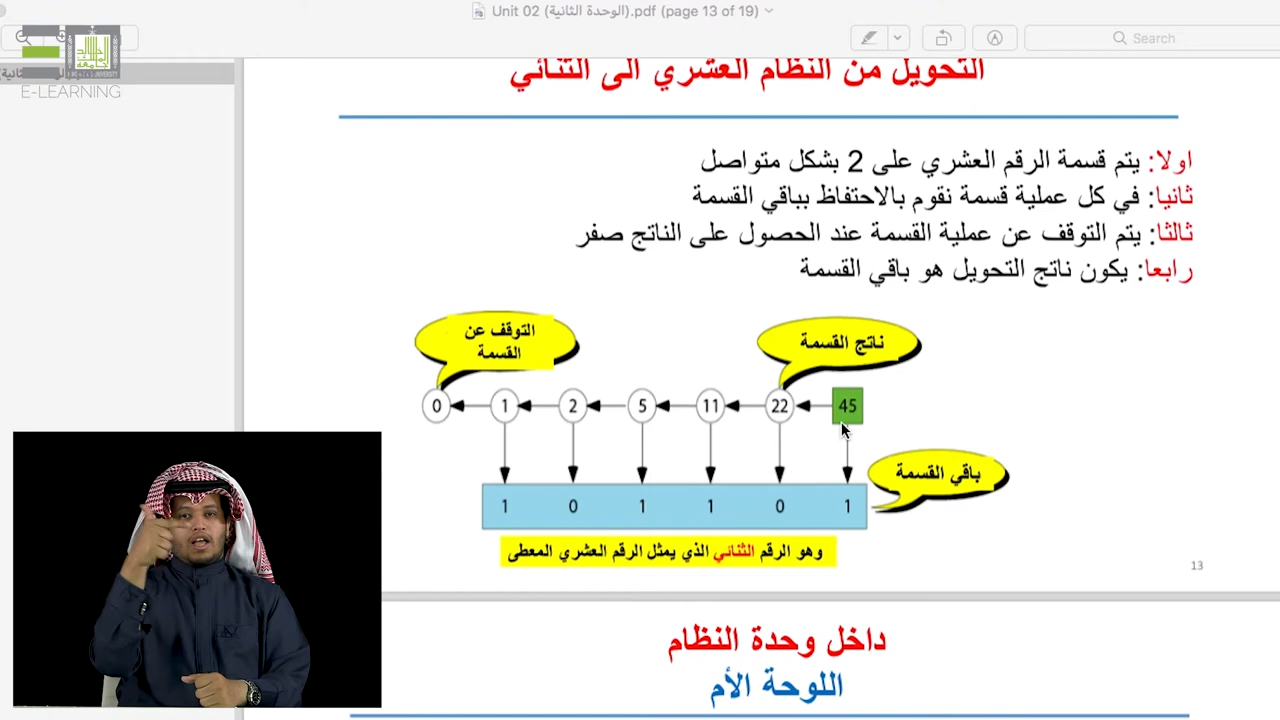 Unit 02 (الوحدة الثانية).pdf (page 13 of 19)
Search
E-LEARNING
التحويل من النظام العشري الى الثنائي
اولا: يتم قسمة الرقم العشري على 2 بشكل متواصل
ثانيا: في كل عملية قسمة نقوم بالاحتفاظ بباقي القسمة
ثالثا: يتم التوقف عن عملية القسمة عند الحصول على الناتج صفر
رابعا: يكون ناتج التحويل هو باقي القسمة
التوقف عن
القسمة
ناتج القسمة
0 1 2 5 11 22 45
باقي القسمة
1 0 1 1 0 1
وهو الرقم الثنائي الذي يمثل الرقم العشري المعطى
13
داخل وحدة النظام
اللوحة الأم